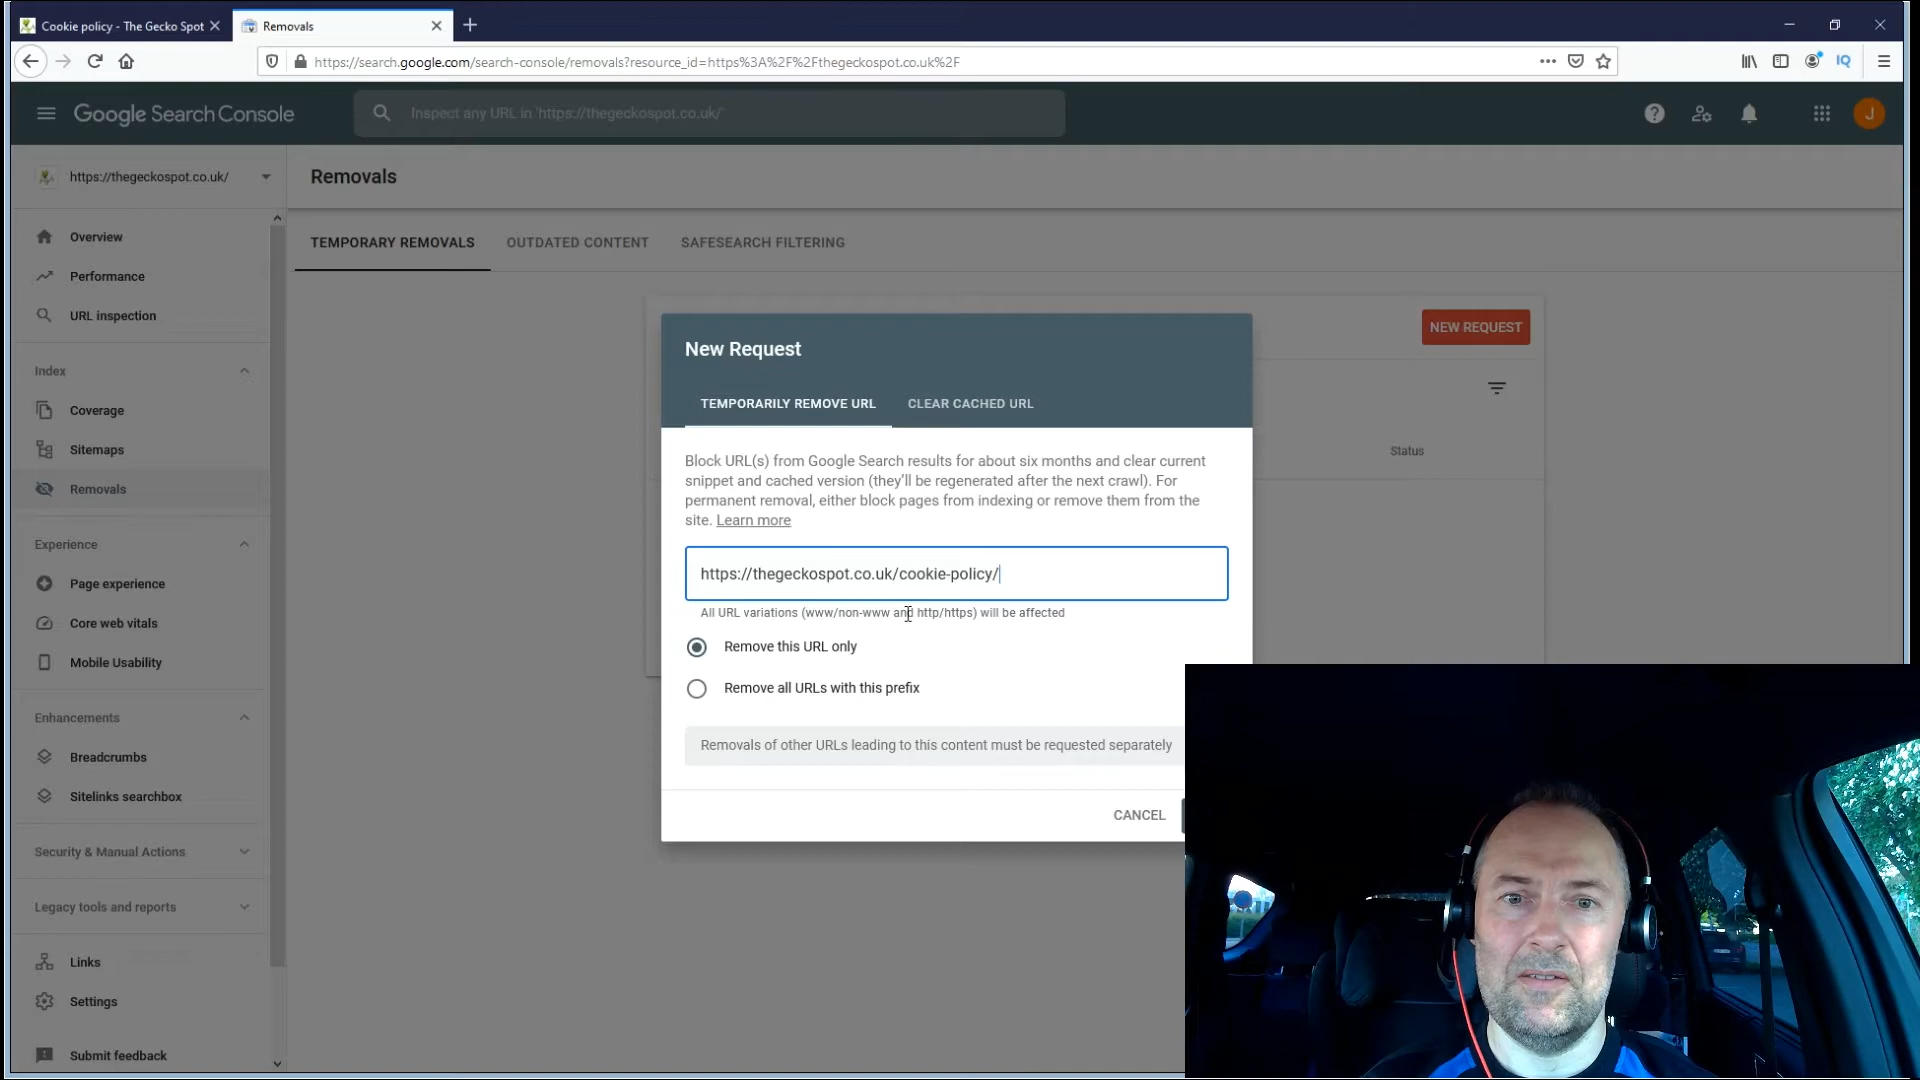 Cookie policy - The Gecko Spot
Removals
https://search.google.com/search-console/removals?resource_id=https%3A%2F%2Fthegeckospot.co.uk%2F
IQ
Google Search Console
Inspect any URL in 'https://thegeckospot.co.uk/'
J
https://thegeckospot.co.uk/
Removals
Overview
Performance
URL inspection
Index
Coverage
Sitemaps
Removals
Experience
Page experience
Core web vitals
Mobile Usability
Enhancements
Breadcrumbs
Sitelinks searchbox
Security & Manual Actions
Legacy tools and reports
Links
Settings
Submit feedback
TEMPORARY REMOVALS
OUTDATED CONTENT
SAFESEARCH FILTERING
NEW REQUEST
Status
New Request
TEMPORARILY REMOVE URL
CLEAR CACHED URL
Block URL(s) from Google Search results for about six months and clear current
snippet and cached version (they'll be regenerated after the next crawl). For
permanent removal, either block pages from indexing or remove them from the
site. Learn more
https://thegeckospot.co.uk/cookie-policy/
All URL variations (www/non-www and http/https) will be affected
Remove this URL only
Remove all URLs with this prefix
Removals of other URLs leading to this content must be requested separately
CANCEL